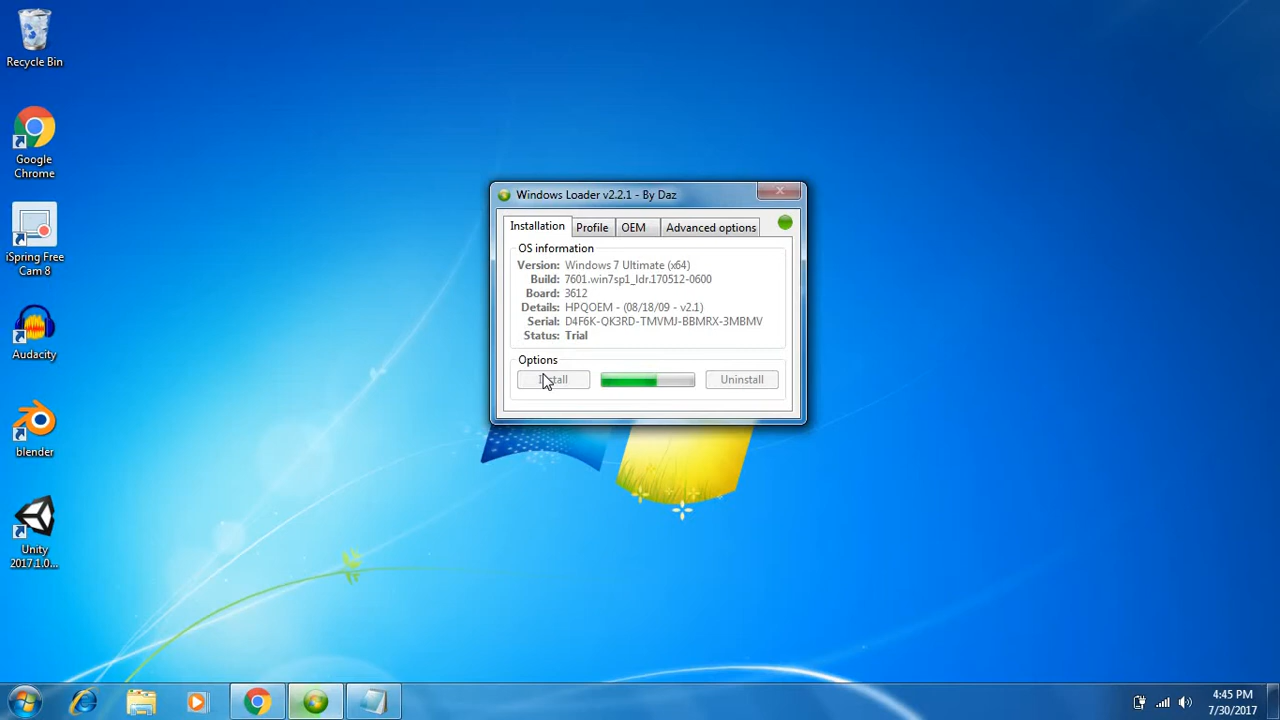 Recycle Bin
Google
Chrome
iSpring Free
Cam 8
Audacity
blender
Unity
2017.1.0...
Windows Loader v2.2.1 - By Daz
Installation
Profile
OEM
Advanced options
OS information
Version: Windows 7 Ultimate (x64)
Build: 7601.win7sp1_ldr.170512-0600
Board: 3612
Details: HPQOEM - (08/18/09 - v2.1)
Serial: D4F6K-QK3RD-TMVMJ-BBMRX-3MBMV
Status: Trial
Options
Install
Uninstall
4:45 PM
7/30/2017